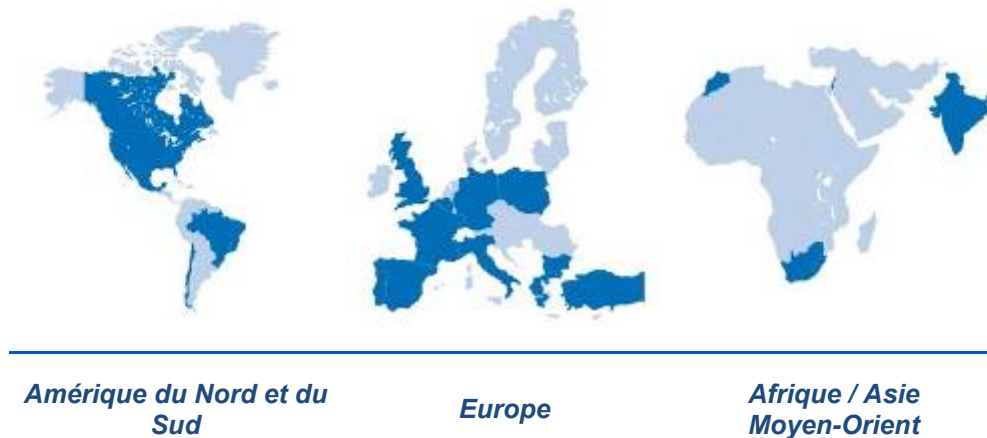 Amérique du Nord et du
Sud
Europe
Afrique / Asie
Moyen-Orient